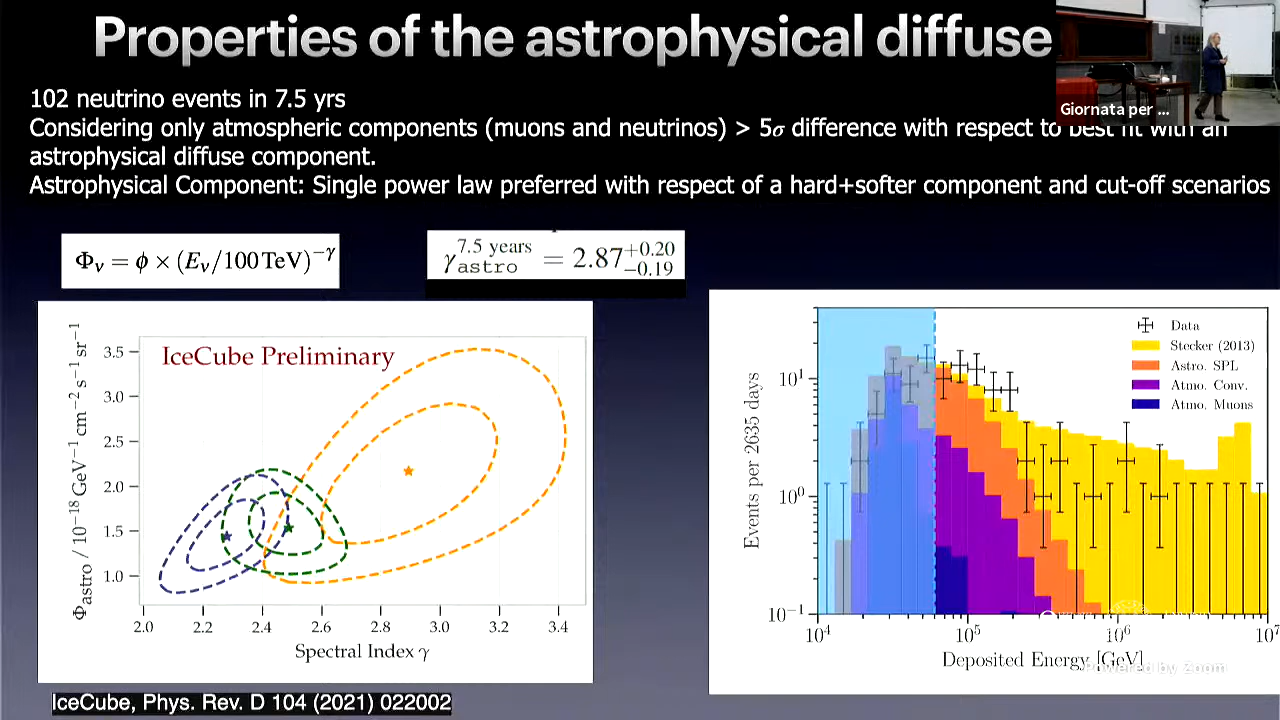 Properties of the astrophysical diffuse
Giornata per ...
102 neutrino events in 7.5 yrs
Considering only atmospheric components (muons and neutrinos) > 5σ difference with respect to best fit with an
astrophysical diffuse component.
Astrophysical Component: Single power law preferred with respect of a hard+softer component and cut-off scenarios
Φν = ϕ × (Eν/100 TeV)^−γ
γ^7.5 years_astro = 2.87^+0.20_−0.19
IceCube Preliminary
Φastro / 10^−18 GeV^−1 cm^−2 s^−1 sr^−1
3.5
3.0
2.5
2.0
1.5
1.0
2.0 2.2 2.4 2.6 2.8 3.0 3.2 3.4
Spectral Index γ
Data
Stecker (2013)
Astro. SPL
Atmo. Conv.
Atmo. Muons
Events per 2635 days
10^1
10^0
10^−1
10^4 10^5 10^6 10^7
Deposited Energy [GeV]
Powered by Zoom
IceCube, Phys. Rev. D 104 (2021) 022002